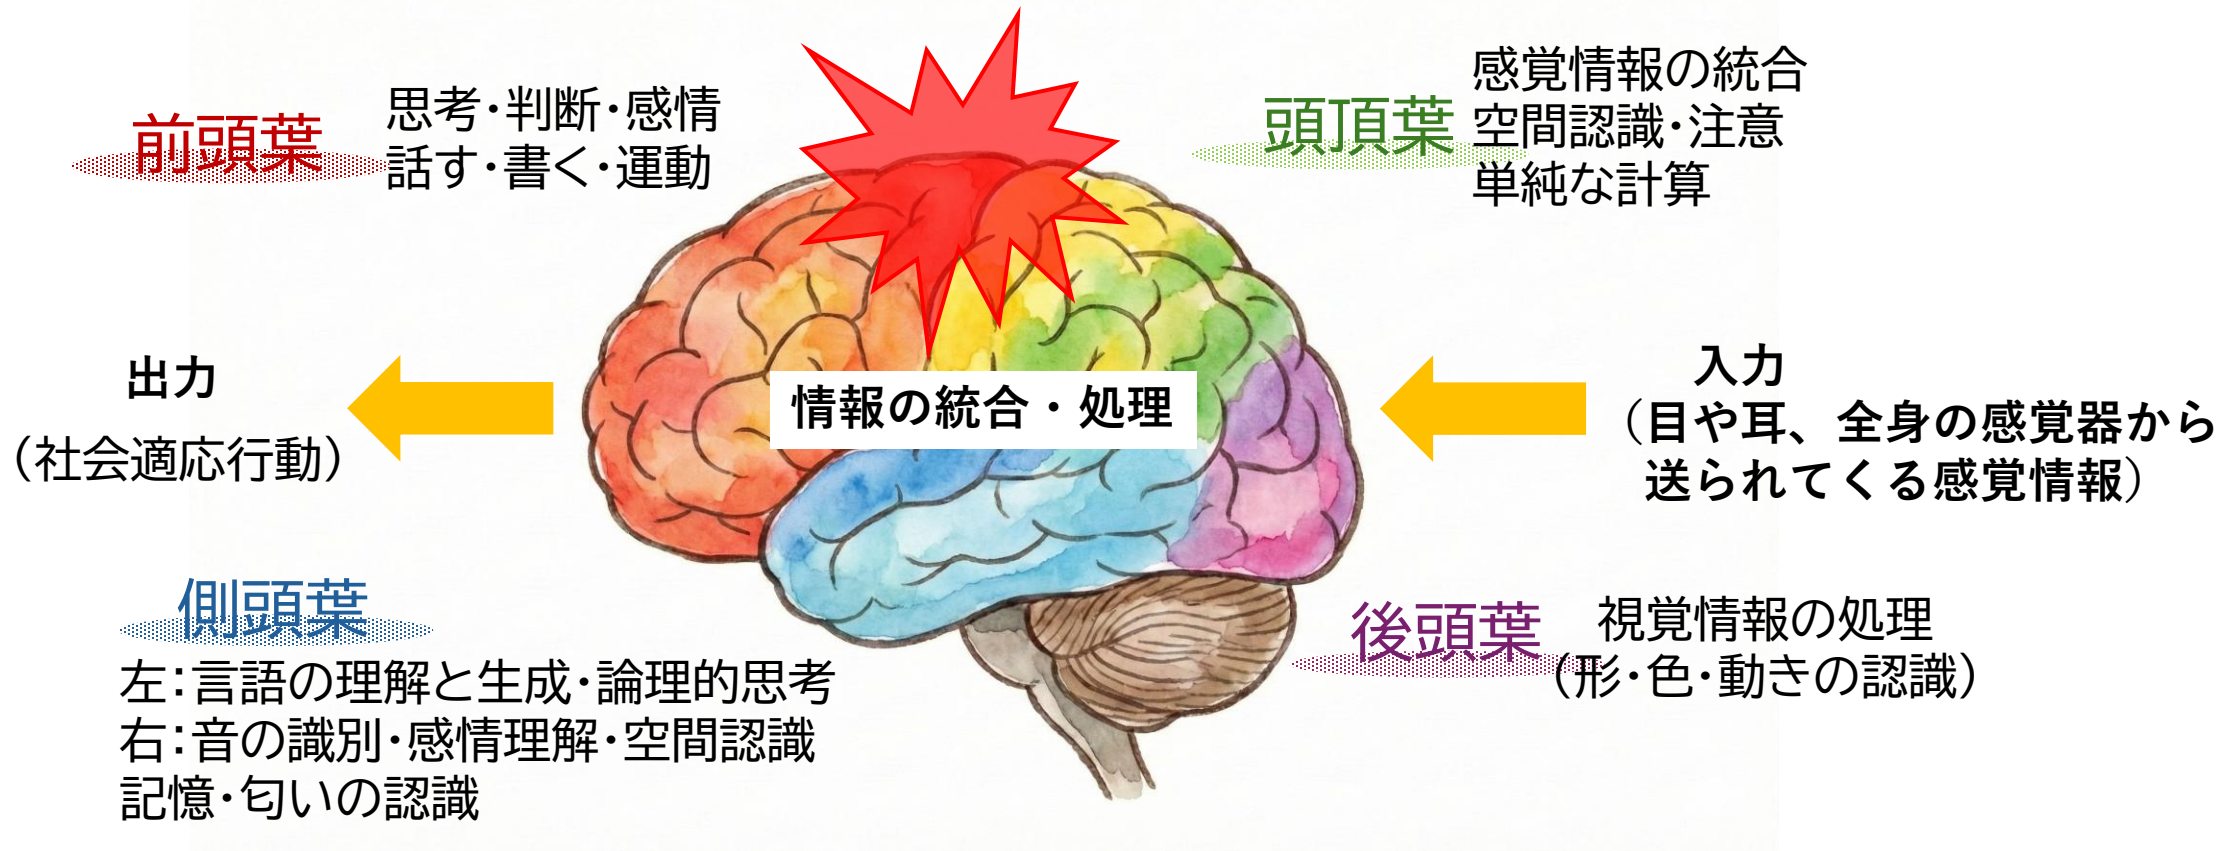 前頭葉
思考・判断・感情
話す・書く・運動
頭頂葉
感覚情報の統合
空間認識・注意
単純な計算
出力
（社会適応行動）
情報の統合・処理
入力
（目や耳、全身の感覚器から
送られてくる感覚情報）
側頭葉
左：言語の理解と生成・論理的思考
右：音の識別・感情理解・空間認識
記憶・匂いの認識
後頭葉
視覚情報の処理
（形・色・動きの認識）